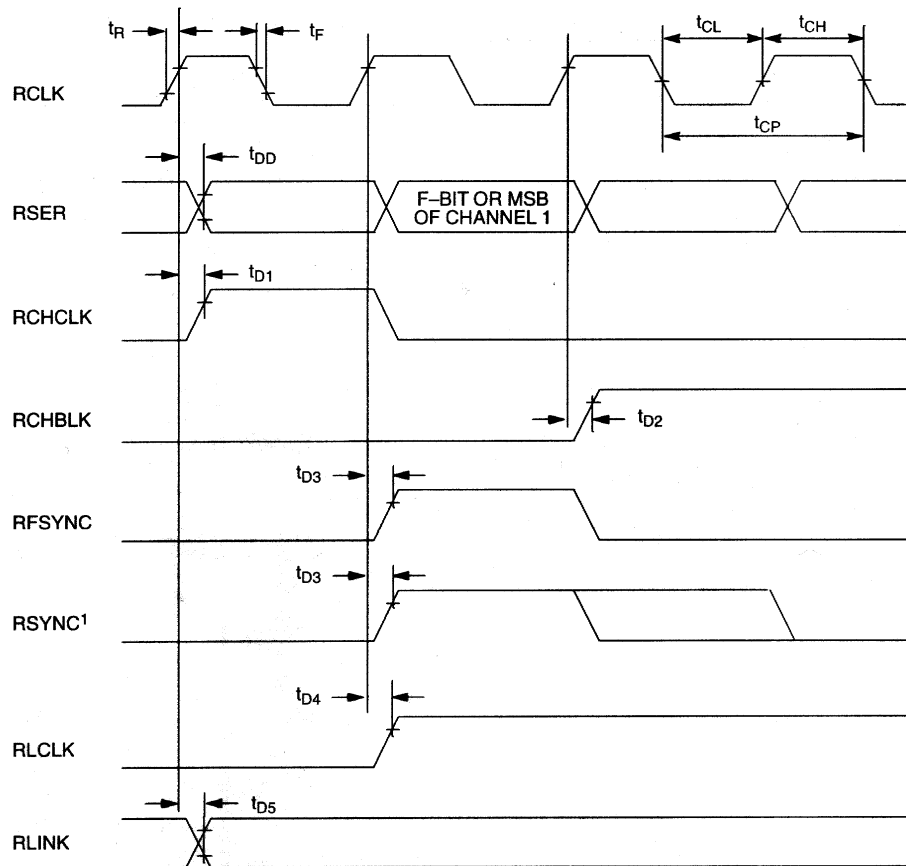 tR
tF
tCL
tCH
RCLK
tCP
tDD
RSER
F–BIT OR MSB
OF CHANNEL 1
tD1
RCHCLK
RCHBLK
tD2
tD3
RFSYNC
tD3
RSYNC1
tD4
RLCLK
tD5
RLINK